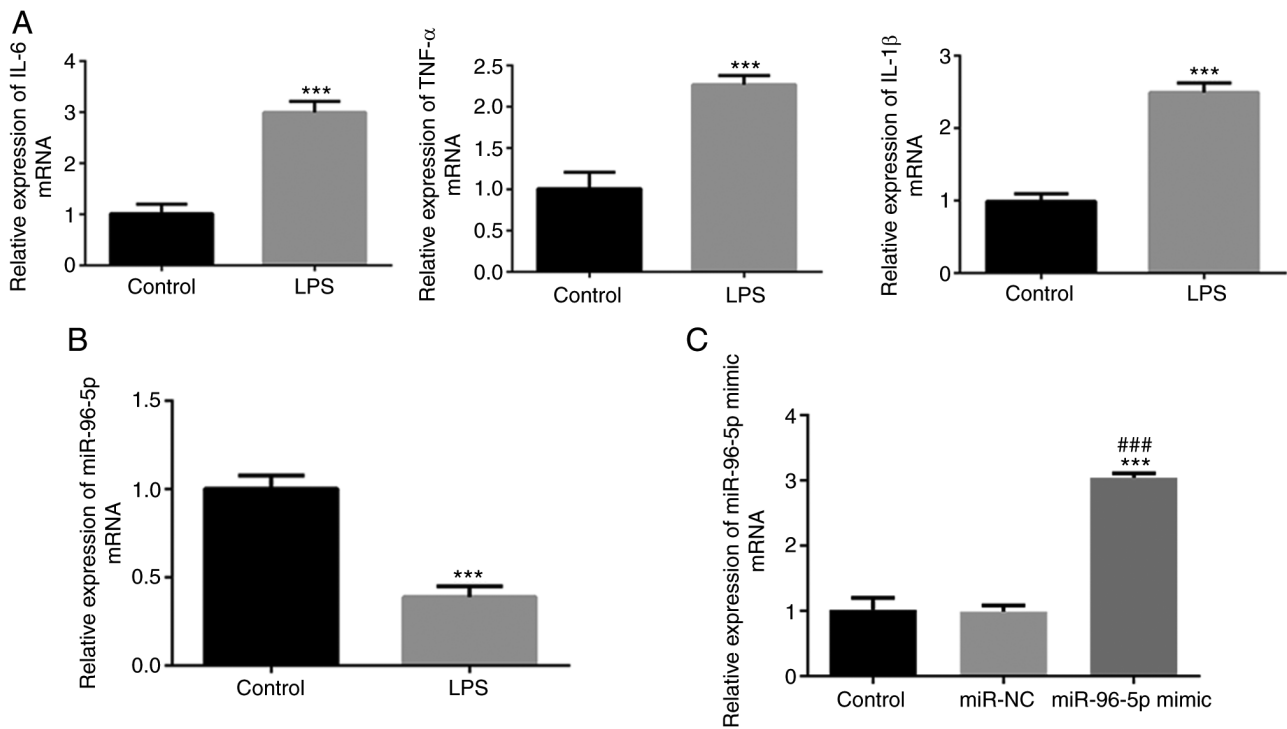 A
Relative expression of IL-6
mRNA
4
3
2
1
0
***
Control
LPS
Relative expression of TNF-α
mRNA
2.5
2.0
1.5
1.0
0.5
0.0
***
Control
LPS
Relative expression of IL-1β
mRNA
3
2
1
0
***
Control
LPS
B
Relative expression of miR-96-5p
mRNA
1.5
1.0
0.5
0.0
***
Control
LPS
C
Relative expression of miR-96-5p mimic
mRNA
4
3
2
1
0
###
***
Control
miR-NC
miR-96-5p mimic